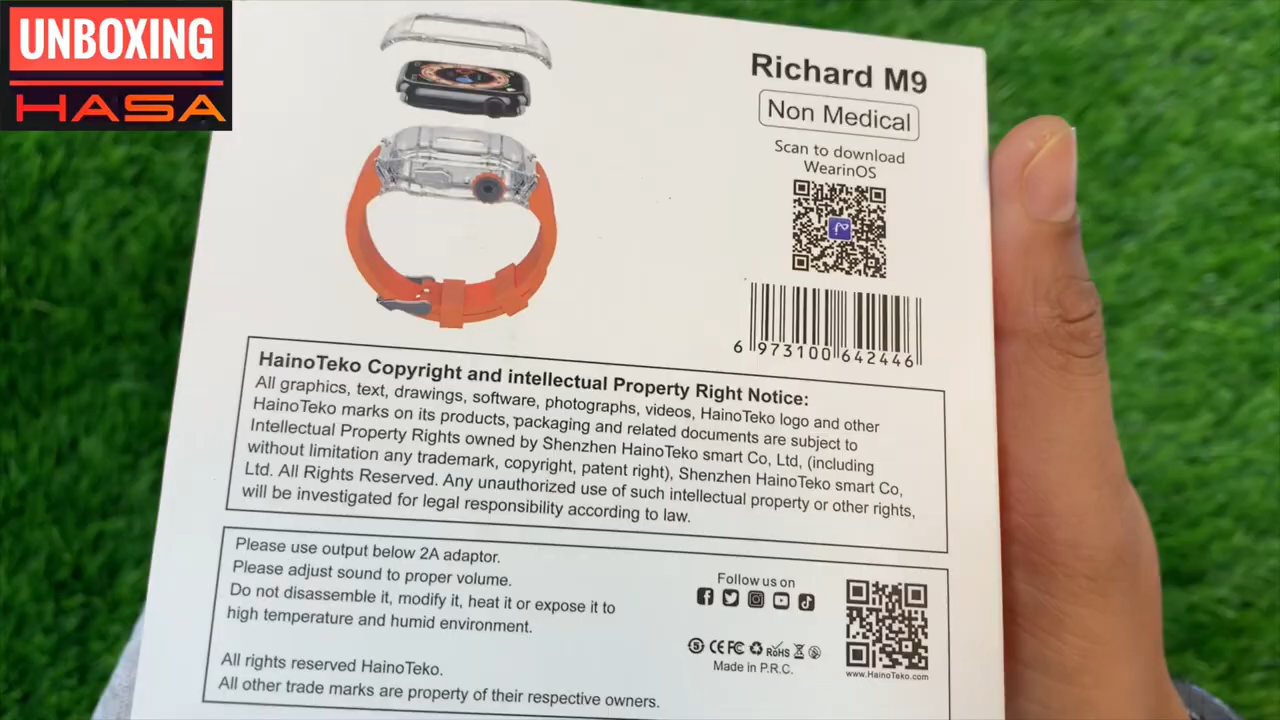 UNBOXING
HASA
Richard M9
Non Medical
Scan to download
WearinOS
6 973100 642446
HainoTeko Copyright and intellectual Property Right Notice:
All graphics, text, drawings, software, photographs, videos, HainoTeko logo and other
HainoTeko marks on its products, packaging and related documents are subject to
Intellectual Property Rights owned by Shenzhen HainoTeko smart Co, Ltd, (including
without limitation any trademark, copyright, patent right), Shenzhen HainoTeko smart Co,
Ltd. All Rights Reserved. Any unauthorized use of such intellectual property or other rights,
will be investigated for legal responsibility according to law.
Please use output below 2A adaptor.
Please adjust sound to proper volume.
Do not disassemble it, modify it, heat it or expose it to
high temperature and humid environment.
All rights reserved HainoTeko.
All other trade marks are property of their respective owners.
Follow us on
5 CE FC RoHS
Made in P.R.C.
www.HainoTeko.com